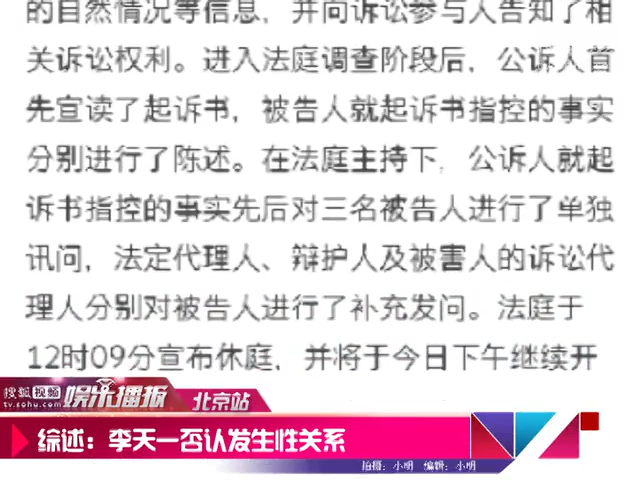 的自然情况等信息，并向诉讼参与人告知了相
关诉讼权利。进入法庭调查阶段后，公诉人首
先宣读了起诉书，被告人就起诉书指控的事实
分别进行了陈述。在法庭主持下，公诉人就起
诉书指控的事实先后对三名被告人进行了单独
讯问，法定代理人、辩护人及被害人的诉讼代
理人分别对被告人进行了补充发问。法庭于
12时09分宣布休庭，并将于今日下午继续开
搜狐视频 娱乐播报 北京站
tv.sohu.com
综述：李天一否认发生性关系
拍摄：小明 编辑：小明